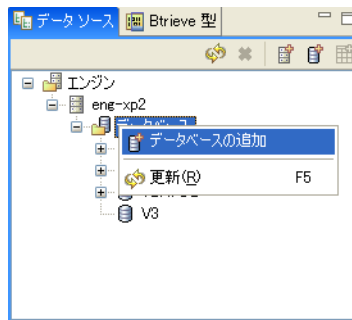 データ ソース Btrieve 型
エンジン
eng-xp2
データベースの追加
更新(R) F5
V3